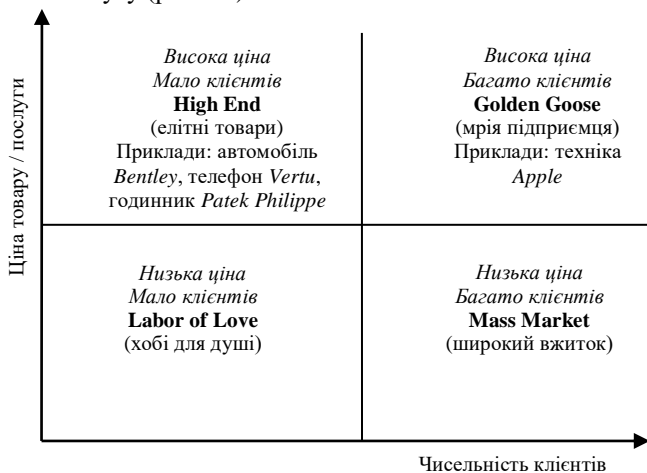 Ціна товару / послуги
Висока ціна
Мало клієнтів
High End
(елітні товари)
Приклади: автомобіль
Bentley, телефон Vertu,
годинник Patek Philippe
Висока ціна
Багато клієнтів
Golden Goose
(мрія підприємця)
Приклади: техніка
Apple
Низька ціна
Мало клієнтів
Labor of Love
(хобі для душі)
Низька ціна
Багато клієнтів
Mass Market
(широкий вжиток)
Чисельність клієнтів